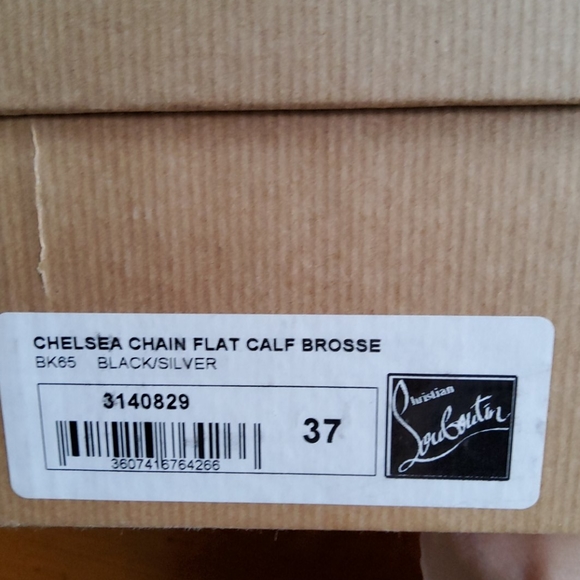 CHELSEA CHAIN FLAT CALF BROSSE
BK65 BLACK/SILVER
3140829
37
3607416764266
Christian
Louboutin